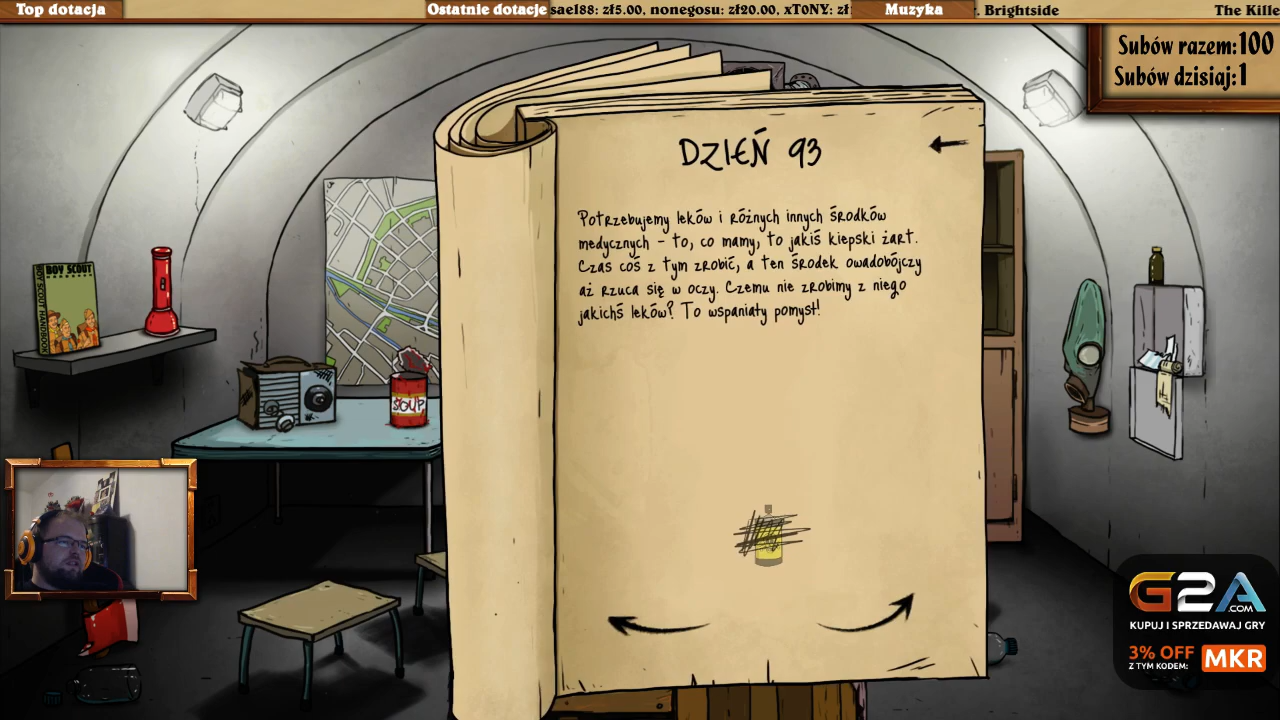 Top dotacja
Ostatnie dotacje
sael88: zł5.00, nonegosu: zł20.00, xT0NY: zł
Muzyka
. Brightside
The Kille
Subów razem:100
Subów dzisiaj:1
DZIEŃ 93
Potrzebujemy leków i różnych innych środków
medycznych - to, co mamy, to jakiś kiepski żart.
Czas coś z tym zrobić, a ten środek owadobójczy
aż rzuca się w oczy. Czemu nie zrobimy z niego
jakichś leków? To wspaniały pomysł!
BOY SCOUT
BOY SCOUT HANDBOOK
SOUP
G2A
.COM
KUPUJ I SPRZEDAWAJ GRY
3% OFF
Z TYM KODEM:
MKR